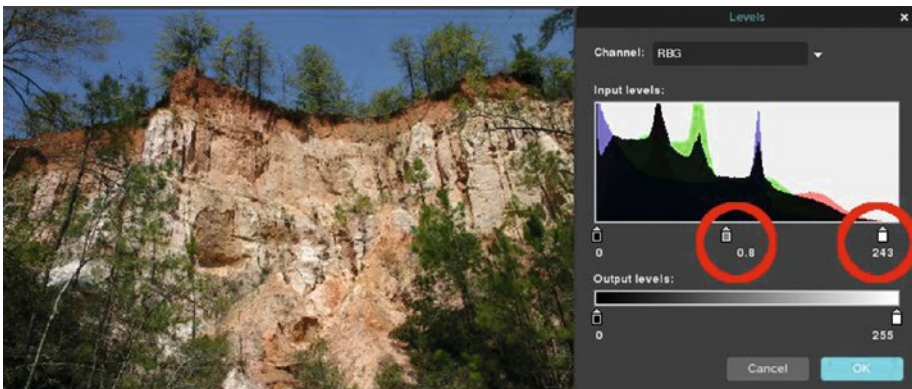 Levels
Channel: RBG
Input levels:
0 0.8 243
Output levels:
0 255
Cancel OK